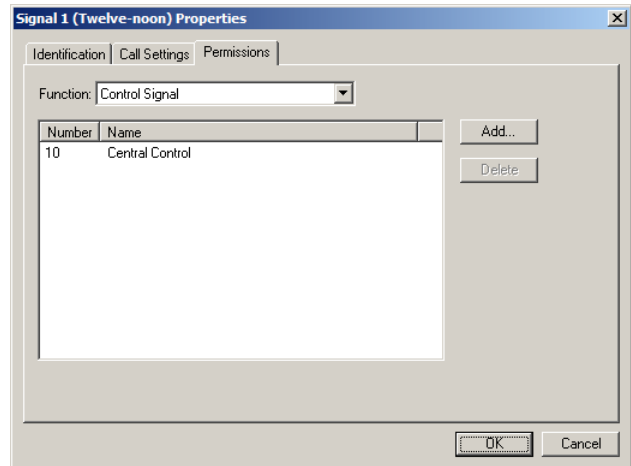 Signal 1 (Twelve-noon) Properties
Identification Call Settings Permissions
Function: Control Signal
Number Name
10 Central Control
Add...
Delete
OK Cancel